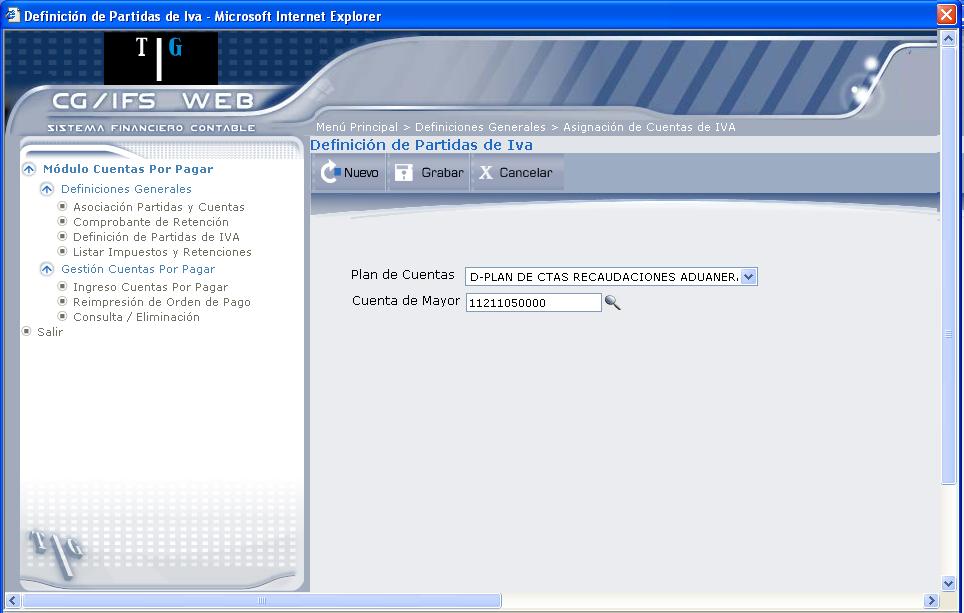 Definición de Partidas de Iva - Microsoft Internet Explorer
T G
CG/IFS WEB
SISTEMA FINANCIERO CONTABLE
Menú Principal > Definiciones Generales > Asignación de Cuentas de IVA
Definición de Partidas de Iva
Nuevo Grabar X Cancelar
Módulo Cuentas Por Pagar
Definiciones Generales
Asociación Partidas y Cuentas
Comprobante de Retención
Definición de Partidas de IVA
Listar Impuestos y Retenciones
Gestión Cuentas Por Pagar
Ingreso Cuentas Por Pagar
Reimpresión de Orden de Pago
Consulta / Eliminación
Salir
Plan de Cuentas D-PLAN DE CTAS RECAUDACIONES ADUANER
Cuenta de Mayor 11211050000
T G